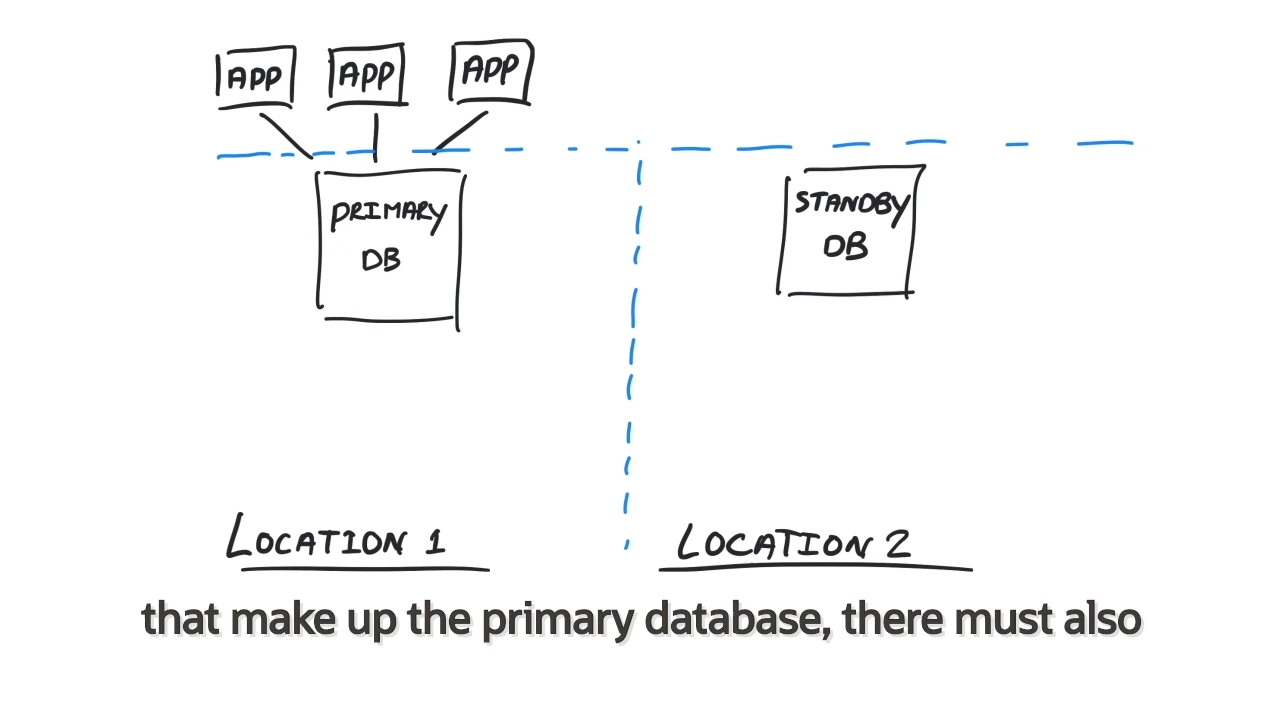 APP APP APP
PRIMARY
DB
STANDBY
DB
LOCATION 1
LOCATION 2
that make up the primary database, there must also